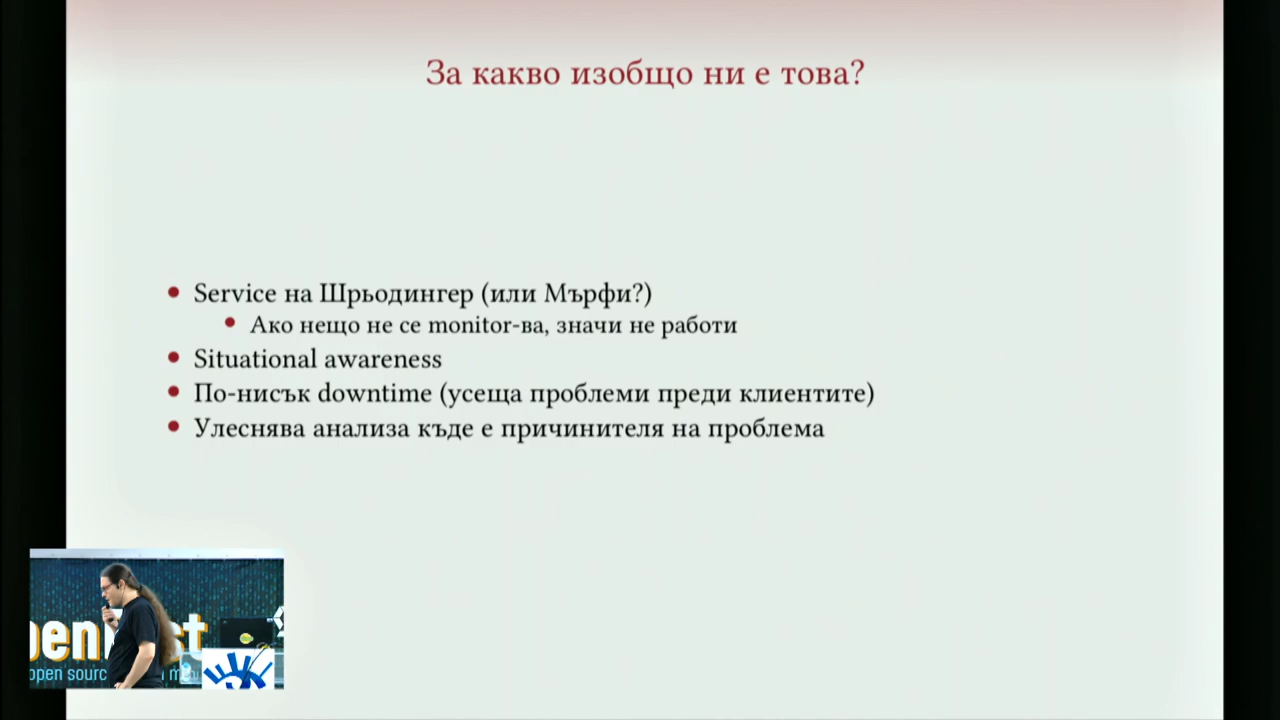 За какво изобщо ни е това?
Service на Шрьодингер (или Мърфи?)
Ако нещо не се monitor-ва, значи не работи
Situational awareness
По-нисък downtime (усеща проблеми преди клиентите)
Улеснява анализа къде е причинителя на проблема
open